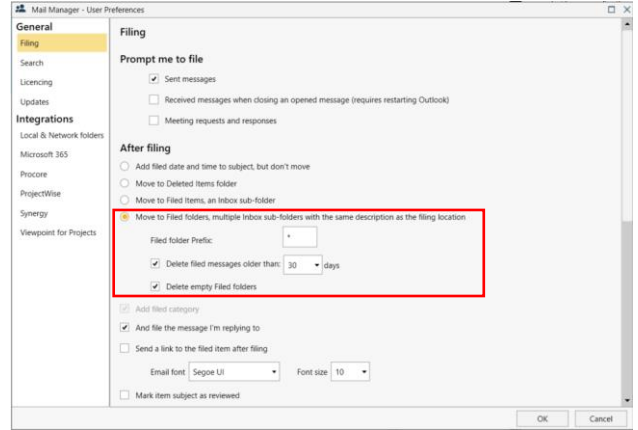 Mail Manager - User Preferences
General
Filing
Search
Licencing
Updates
Integrations
Local & Network folders
Microsoft 365
Procore
ProjectWise
Synergy
Viewpoint for Projects
Filing
Prompt me to file
Sent messages
Received messages when closing an opened message (requires restarting Outlook)
Meeting requests and responses
After filing
Add filed date and time to subject, but don't move
Move to Deleted Items folder
Move to Filed Items, an Inbox sub-folder
Move to Filed folders, multiple Inbox sub-folders with the same description as the filing location
Filed folder Prefix: *
Delete filed messages older than: 30 days
Delete empty Filed folders
Add filed category
And file the message I'm replying to
Send a link to the filed item after filing
Email font Segoe UI Font size 10
Mark item subject as reviewed
OK Cancel